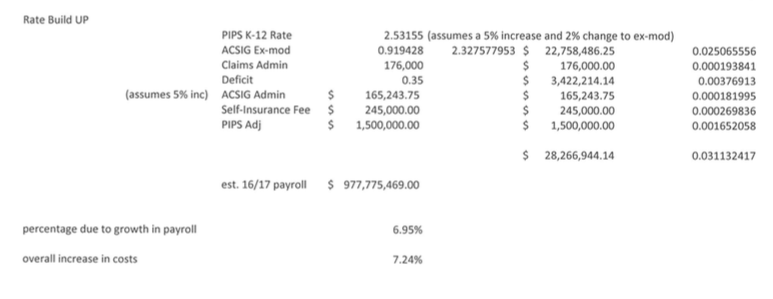 Rate Build UP
PIPS K-12 Rate 2.53155 (assumes a 5% increase and 2% change to ex-mod)
ACSIG Ex-mod 0.919428 2.327577953 $ 22,758,486.25 0.025065556
Claims Admin 176,000 $ 176,000.00 0.000193841
Deficit 0.35 $ 3,422,214.14 0.00376913
(assumes 5% inc) ACSIG Admin $ 165,243.75 $ 165,243.75 0.000181995
Self-Insurance Fee $ 245,000.00 $ 245,000.00 0.000269836
PIPS Adj $ 1,500,000.00 $ 1,500,000.00 0.001652058
$ 28,266,944.14 0.031132417
est. 16/17 payroll $ 977,775,469.00
percentage due to growth in payroll 6.95%
overall increase in costs 7.24%